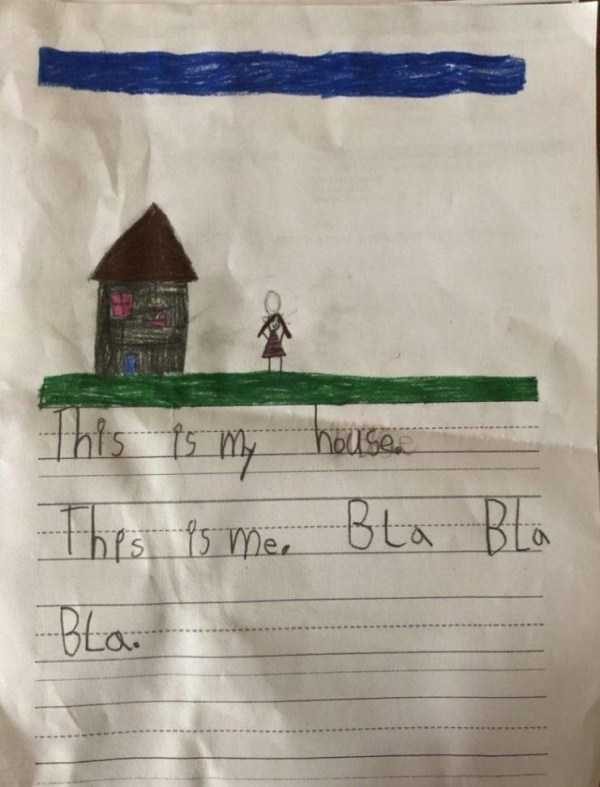 This is my house.
This is me. BLa BLa
BLa.